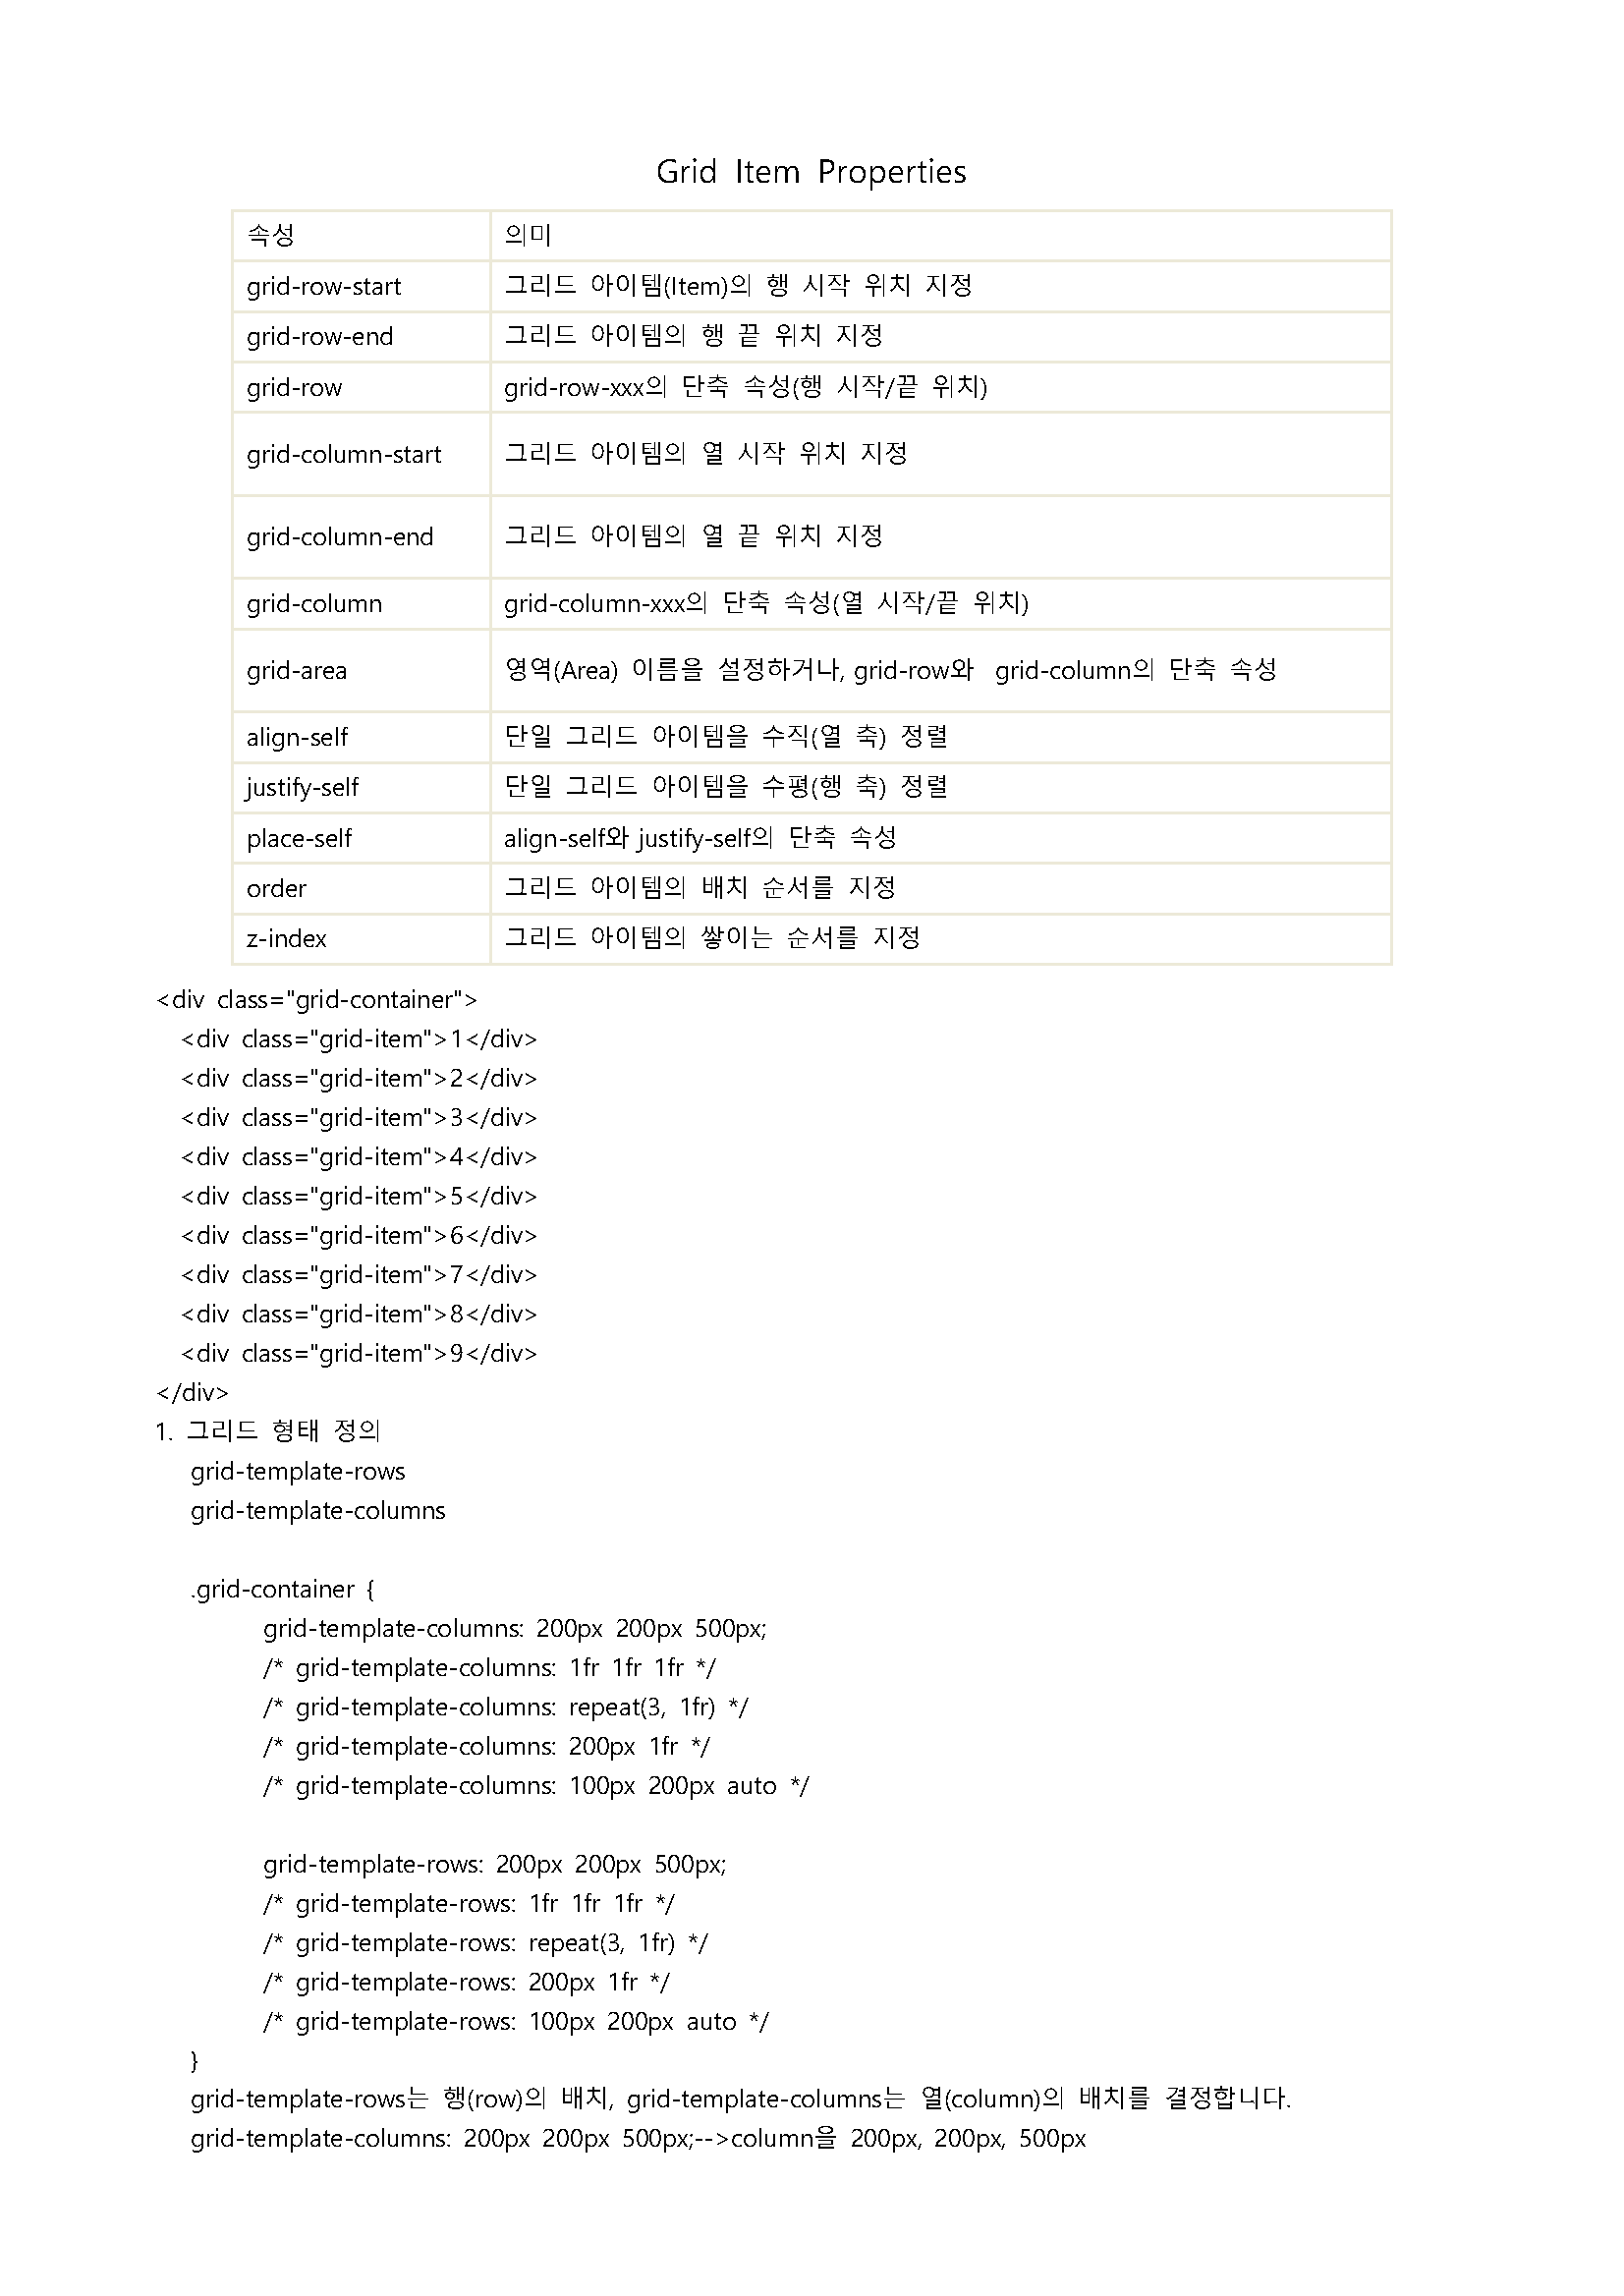 Grid Item Properties
속성 의미
grid-row-start 그리드 아이템(Item)의 행 시작 위치 지정
grid-row-end 그리드 아이템의 행 끝 위치 지정
grid-row grid-row-xxx의 단축 속성(행 시작/끝 위치)
grid-column-start 그리드 아이템의 열 시작 위치 지정
grid-column-end 그리드 아이템의 열 끝 위치 지정
grid-column grid-column-xxx의 단축 속성(열 시작/끝 위치)
grid-area 영역(Area) 이름을 설정하거나, grid-row와 grid-column의 단축 속성
align-self 단일 그리드 아이템을 수직(열 축) 정렬
justify-self 단일 그리드 아이템을 수평(행 축) 정렬
place-self align-self와 justify-self의 단축 속성
order 그리드 아이템의 배치 순서를 지정
z-index 그리드 아이템의 쌓이는 순서를 지정
<div class="grid-container">
<div class="grid-item">1</div>
<div class="grid-item">2</div>
<div class="grid-item">3</div>
<div class="grid-item">4</div>
<div class="grid-item">5</div>
<div class="grid-item">6</div>
<div class="grid-item">7</div>
<div class="grid-item">8</div>
<div class="grid-item">9</div>
</div>
1. 그리드 형태 정의
grid-template-rows
grid-template-columns
.grid-container {
grid-template-columns: 200px 200px 500px;
/* grid-template-columns: 1fr 1fr 1fr */
/* grid-template-columns: repeat(3, 1fr) */
/* grid-template-columns: 200px 1fr */
/* grid-template-columns: 100px 200px auto */
grid-template-rows: 200px 200px 500px;
/* grid-template-rows: 1fr 1fr 1fr */
/* grid-template-rows: repeat(3, 1fr) */
/* grid-template-rows: 200px 1fr */
/* grid-template-rows: 100px 200px auto */
}
grid-template-rows는 행(row)의 배치, grid-template-columns는 열(column)의 배치를 결정합니다.
grid-template-columns: 200px 200px 500px;-->column을 200px, 200px, 500px